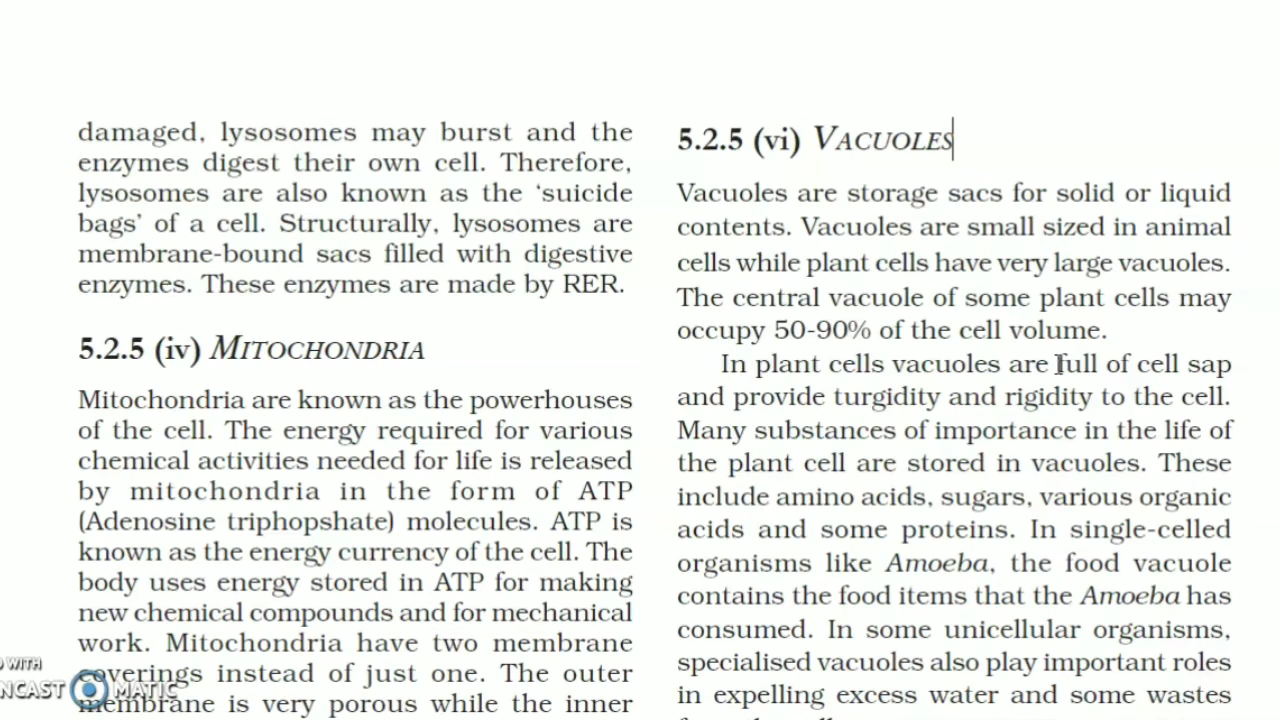 damaged, lysosomes may burst and the
enzymes digest their own cell. Therefore,
lysosomes are also known as the ‘suicide
bags’ of a cell. Structurally, lysosomes are
membrane-bound sacs filled with digestive
enzymes. These enzymes are made by RER.
5.2.5 (iv) MITOCHONDRIA
Mitochondria are known as the powerhouses
of the cell. The energy required for various
chemical activities needed for life is released
by mitochondria in the form of ATP
(Adenosine triphopshate) molecules. ATP is
known as the energy currency of the cell. The
body uses energy stored in ATP for making
new chemical compounds and for mechanical
work. Mitochondria have two membrane
coverings instead of just one. The outer
membrane is very porous while the inner
5.2.5 (vi) VACUOLES
Vacuoles are storage sacs for solid or liquid
contents. Vacuoles are small sized in animal
cells while plant cells have very large vacuoles.
The central vacuole of some plant cells may
occupy 50-90% of the cell volume.
In plant cells vacuoles are full of cell sap
and provide turgidity and rigidity to the cell.
Many substances of importance in the life of
the plant cell are stored in vacuoles. These
include amino acids, sugars, various organic
acids and some proteins. In single-celled
organisms like Amoeba, the food vacuole
contains the food items that the Amoeba has
consumed. In some unicellular organisms,
specialised vacuoles also play important roles
in expelling excess water and some wastes
WITH
NCAST MATIC